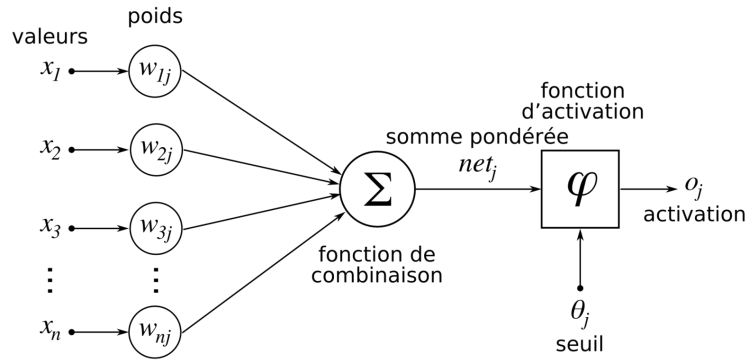 poids
valeurs
x₁
w₁ⱼ
x₂
w₂ⱼ
x₃
w₃ⱼ
⋮
⋮
xₙ
wₙⱼ
Σ
fonction de
combinaison
somme pondérée
netⱼ
fonction
d'activation
φ
oⱼ
activation
θⱼ
seuil